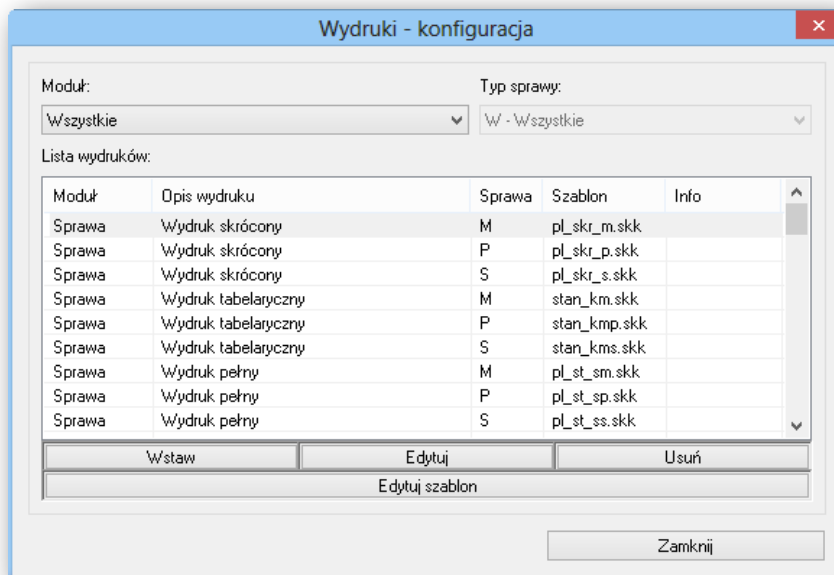 Wydruki - konfiguracja
Moduł: Typ sprawy:
Wszystkie W - Wszystkie
Lista wydruków:
Moduł Opis wydruku Sprawa Szablon Info
Sprawa Wydruk skrócony M pl_skr_m.skk
Sprawa Wydruk skrócony P pl_skr_p.skk
Sprawa Wydruk skrócony S pl_skr_s.skk
Sprawa Wydruk tabelaryczny M stan_km.skk
Sprawa Wydruk tabelaryczny P stan_kmp.skk
Sprawa Wydruk tabelaryczny S stan_kms.skk
Sprawa Wydruk pełny M pl_st_sm.skk
Sprawa Wydruk pełny P pl_st_sp.skk
Sprawa Wydruk pełny S pl_st_ss.skk
Wstaw Edytuj Usuń
Edytuj szablon
Zamknij